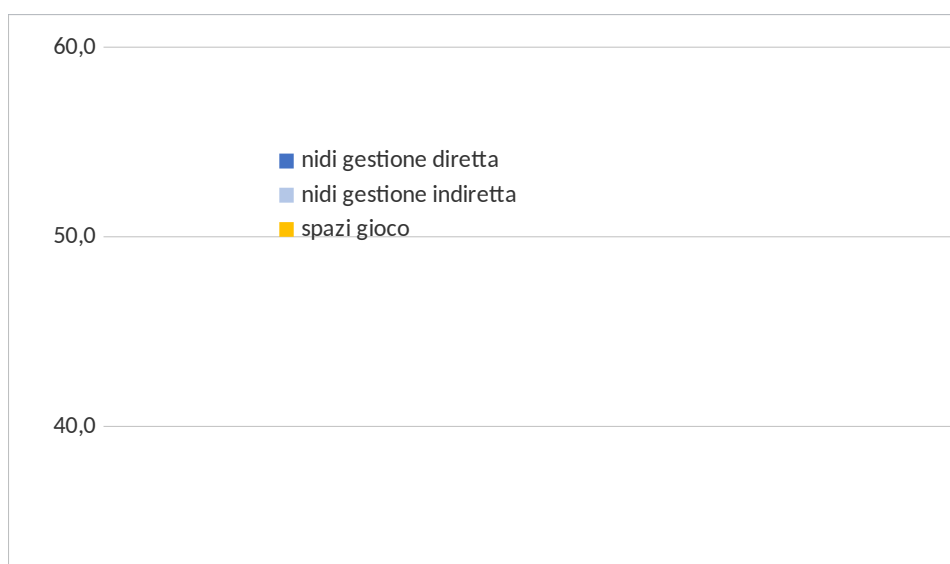 60,0
nidi gestione diretta
nidi gestione indiretta
spazi gioco
50,0
40,0